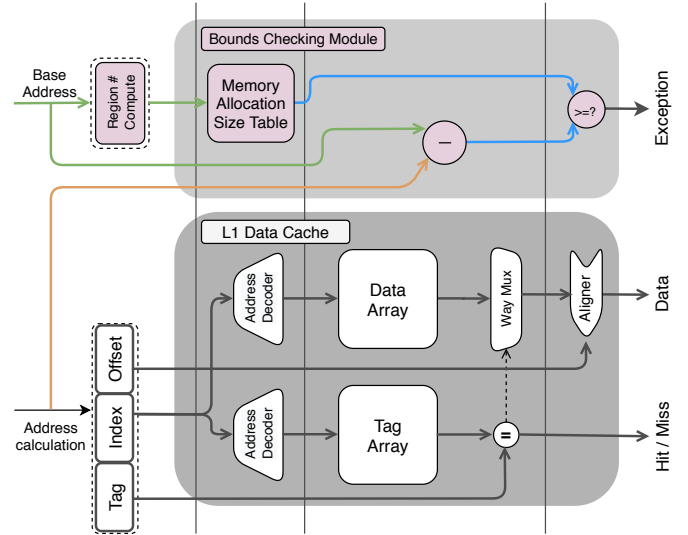 Bounds Checking Module
Base
Address
Region #
Compute
Memory
Allocation
Size Table
—
>=?
Exception
L1 Data Cache
Address
Decoder
Data
Array
Way Mux
Aligner
Data
Offset
Index
Tag
Address
calculation
Address
Decoder
Tag
Array
=
Hit / Miss